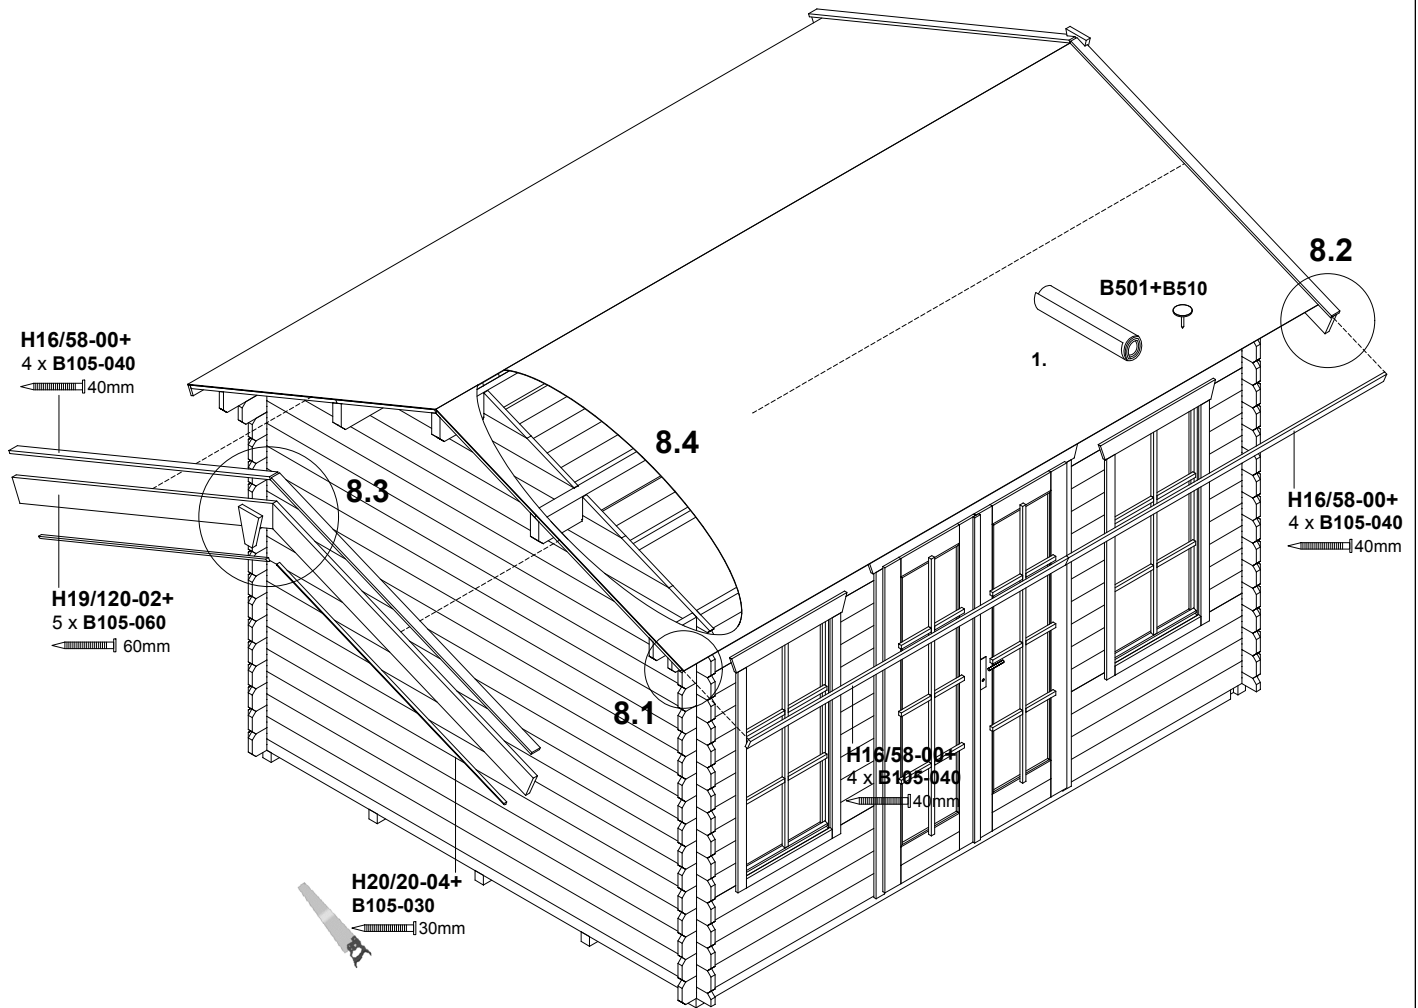 8.2
B501+B510
1.
H16/58-00+
4 x B105-040
40mm
8.4
8.3
H16/58-00+
4 x B105-040
40mm
H19/120-02+
5 x B105-060
60mm
8.1
H16/58-00+
4 x B105-040
40mm
H20/20-04+
B105-030
30mm